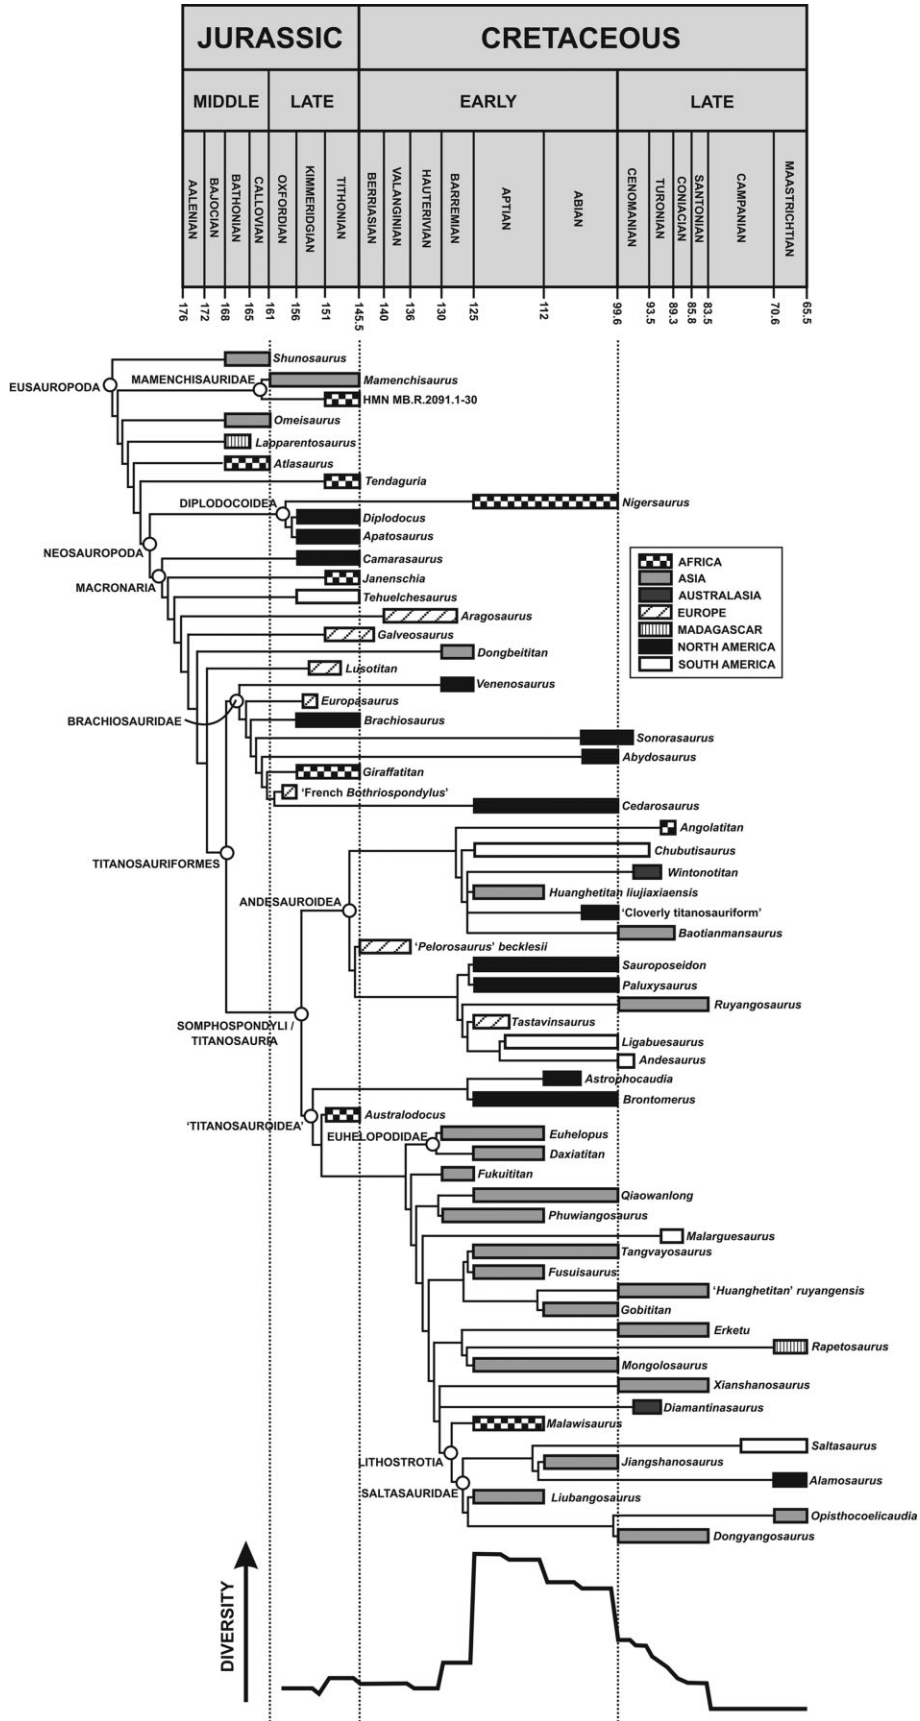 JURASSIC
CRETACEOUS
MIDDLE
LATE
EARLY
LATE
AALENIAN
BAJOCIAN
BATHONIAN
CALLOVIAN
OXFORDIAN
KIMMERIDGIAN
TITHONIAN
BERRIASIAN
VALANGINIAN
HAUTERIVIAN
BARREMIAN
APTIAN
ABIAN
CENOMANIAN
TURONIAN
CONIACIAN
SANTONIAN
CAMPANIAN
MAASTRICHTIAN
176
172
168
165
161
156
151
145.5
140
136
130
125
112
99.6
93.5
89.3
85.8
83.5
70.6
65.5
Shunosaurus
EUSAUROPODA
MAMENCHISAURIDAE
Mamenchisaurus
HMN MB.R.2091.1-30
Omeisaurus
Lapparentosaurus
Atlasaurus
Tendaguria
DIPLODOCOIDEA
Nigersaurus
Diplodocus
Apatosaurus
NEOSAUROPODA
Camarasaurus
MACRONARIA
Janenschia
Tehuelchesaurus
Aragosaurus
Galveosaurus
Dongbeititan
Lusotitan
Venenosaurus
Europasaurus
BRACHIOSAURIDAE
Brachiosaurus
Sonorasaurus
Abydosaurus
Giraffatitan
'French Bothriospondylus'
Cedarosaurus
AFRICA
ASIA
AUSTRALASIA
EUROPE
MADAGASCAR
NORTH AMERICA
SOUTH AMERICA
Angolatitan
TITANOSAURIFORMES
Chubutisaurus
Wintonotitan
Huanghetitan liujiaxiaensis
ANDESAUROIDEA
'Cloverly titanosauriform'
Baotianmansaurus
'Pelorosaurus' becklesii
Sauroposeidon
Paluxysaurus
Ruyangosaurus
SOMPHOSPONDYLI /
TITANOSAURIA
Tastavinsaurus
Ligabuesaurus
Andesaurus
Astrophocaudia
Brontomerus
'TITANOSAUROIDEA'
Australodocus
EUHELOPODIDAE
Euhelopus
Daxiatitan
Fukuititan
Qiaowanlong
Phuwiangosaurus
Malarguesaurus
Tangvayosaurus
Fusuisaurus
'Huanghetitan' ruyangensis
Gobititan
Erketu
Rapetosaurus
Mongolosaurus
Xianshanosaurus
Diamantinasaurus
Malawisaurus
Saltasaurus
LITHOSTROTIA
Jiangshanosaurus
Alamosaurus
SALTASAURIDAE
Liubangosaurus
Opisthocoelicaudia
Dongyangosaurus
DIVERSITY